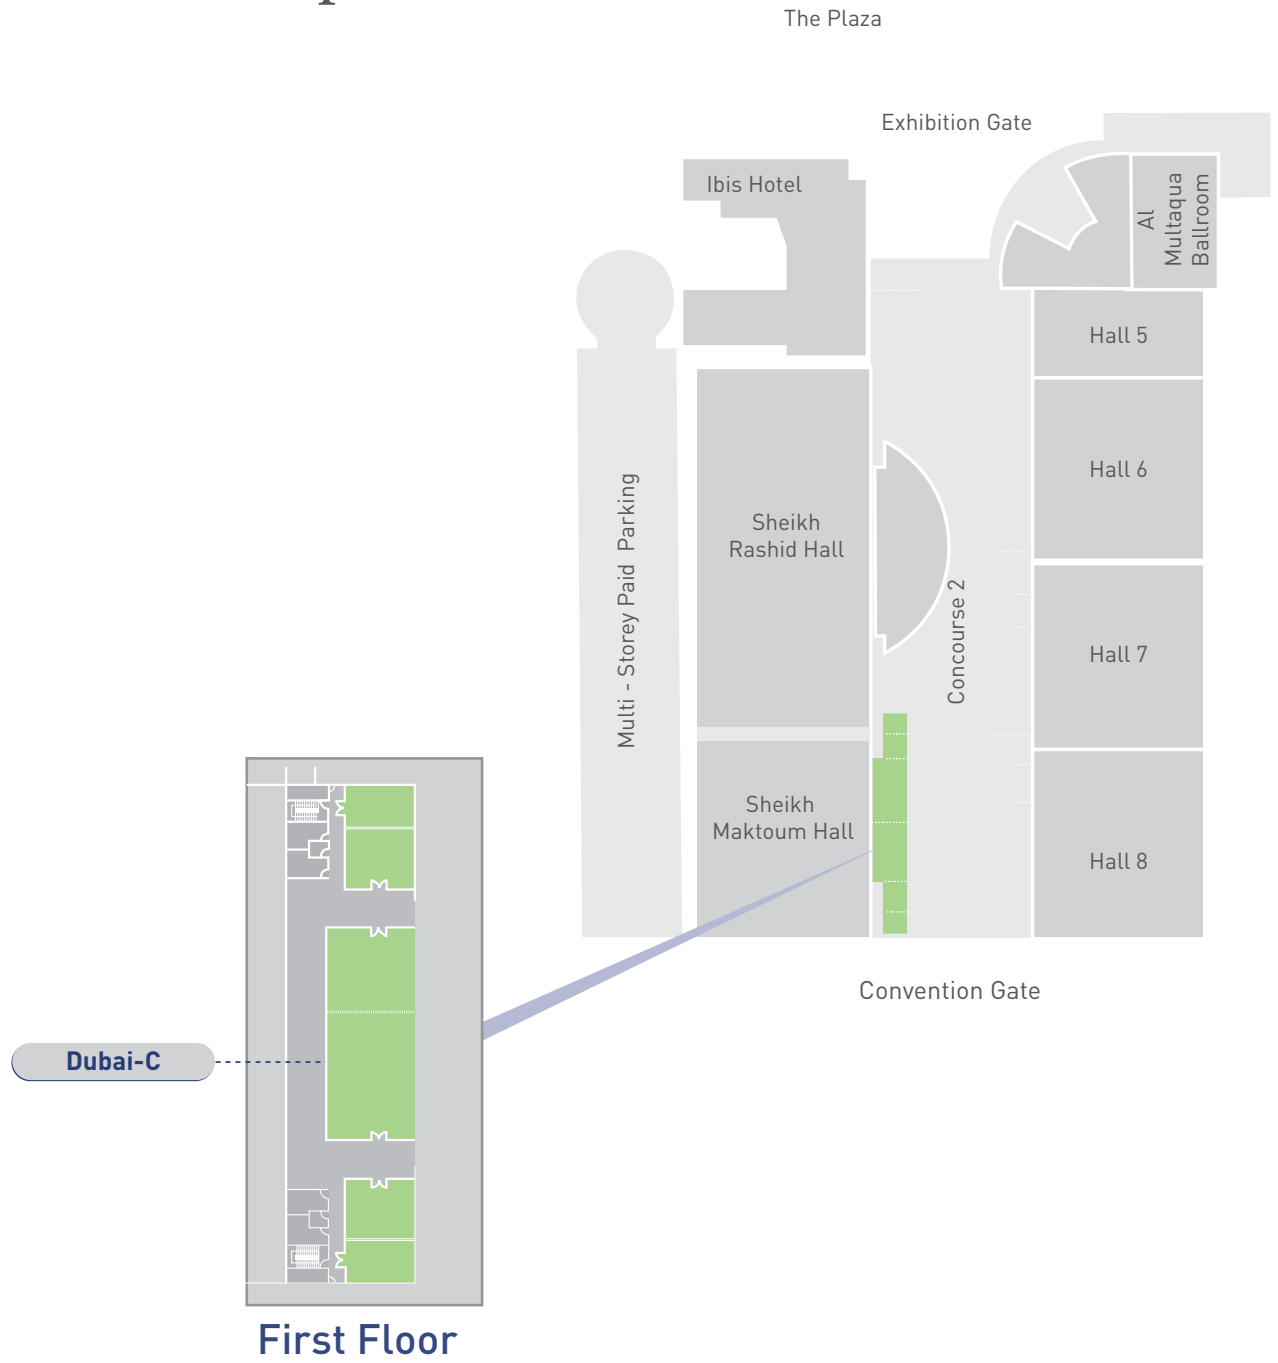 The Plaza
Exhibition Gate
Ibis Hotel
Al
Multaqua
Ballroom
Hall 5
Hall 6
Sheikh
Rashid Hall
Multi - Storey Paid Parking
Concourse 2
Hall 7
Sheikh
Maktoum Hall
Hall 8
Convention Gate
Dubai-C
First Floor